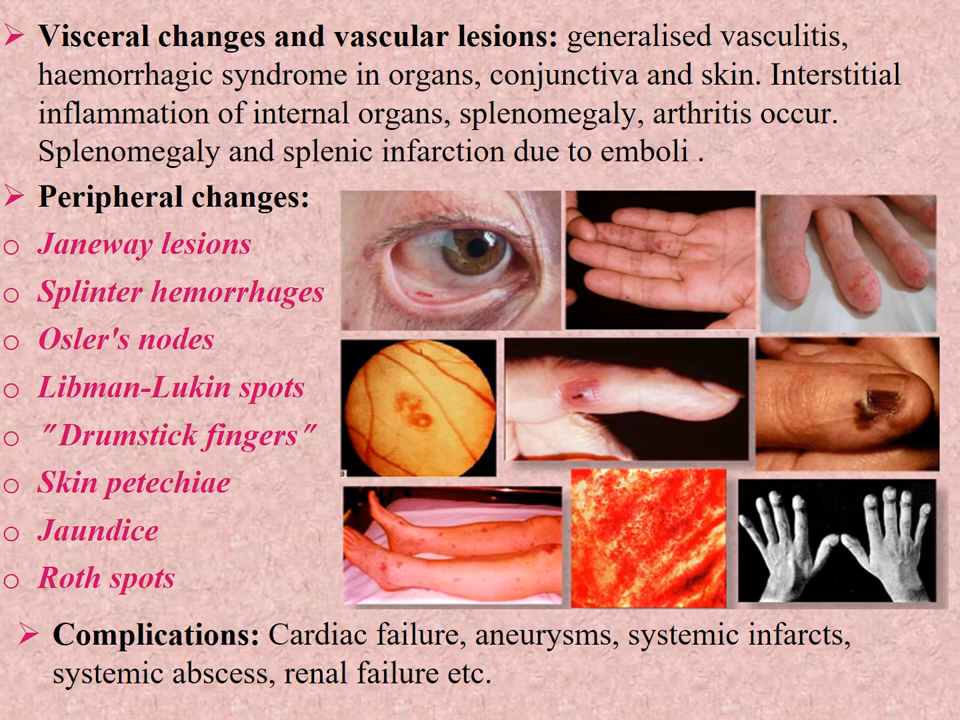 Visceral changes and vascular lesions: generalised vasculitis,
haemorrhagic syndrome in organs, conjunctiva and skin. Interstitial
inflammation of internal organs, splenomegaly, arthritis occur.
Splenomegaly and splenic infarction due to emboli .
Peripheral changes:
Janeway lesions
Splinter hemorrhages
Osler's nodes
Libman-Lukin spots
"Drumstick fingers"
Skin petechiae
Jaundice
Roth spots
Complications: Cardiac failure, aneurysms, systemic infarcts,
systemic abscess, renal failure etc.